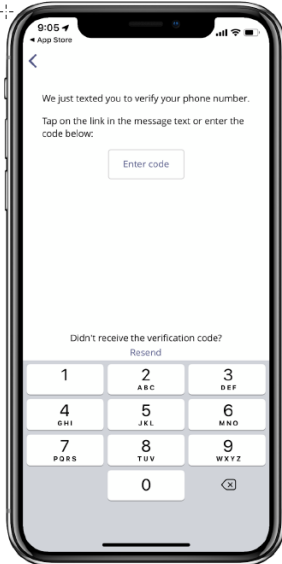 9:05
◄ App Store
We just texted you to verify your phone number.
Tap on the link in the message text or enter the
code below:
Enter code
Didn't receive the verification code?
Resend
1 2 3
ABC DEF
4 5 6
GHI JKL MNO
7 8 9
PQRS TUV WXYZ
0